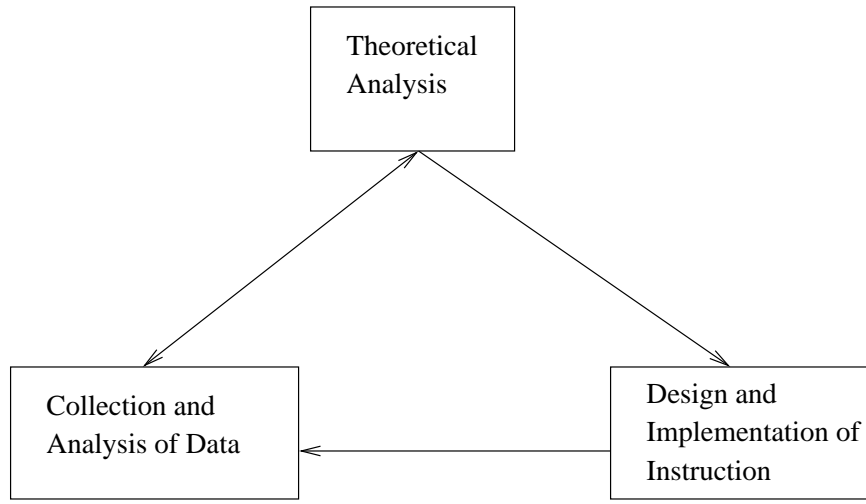 Theoretical
Analysis
Collection and
Analysis of Data
Design and
Implementation of
Instruction